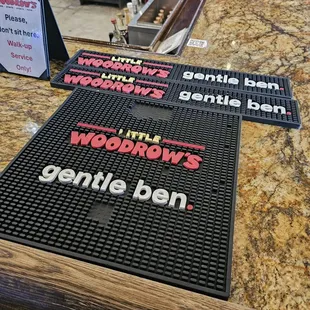 Please,
don't sit here.
Walk-up
Service
Only!
LITTLE
WOODROW'S
gentle ben.
LITTLE
WOODROW'S
gentle ben.
LITTLE
WOODROW'S
gentle ben.